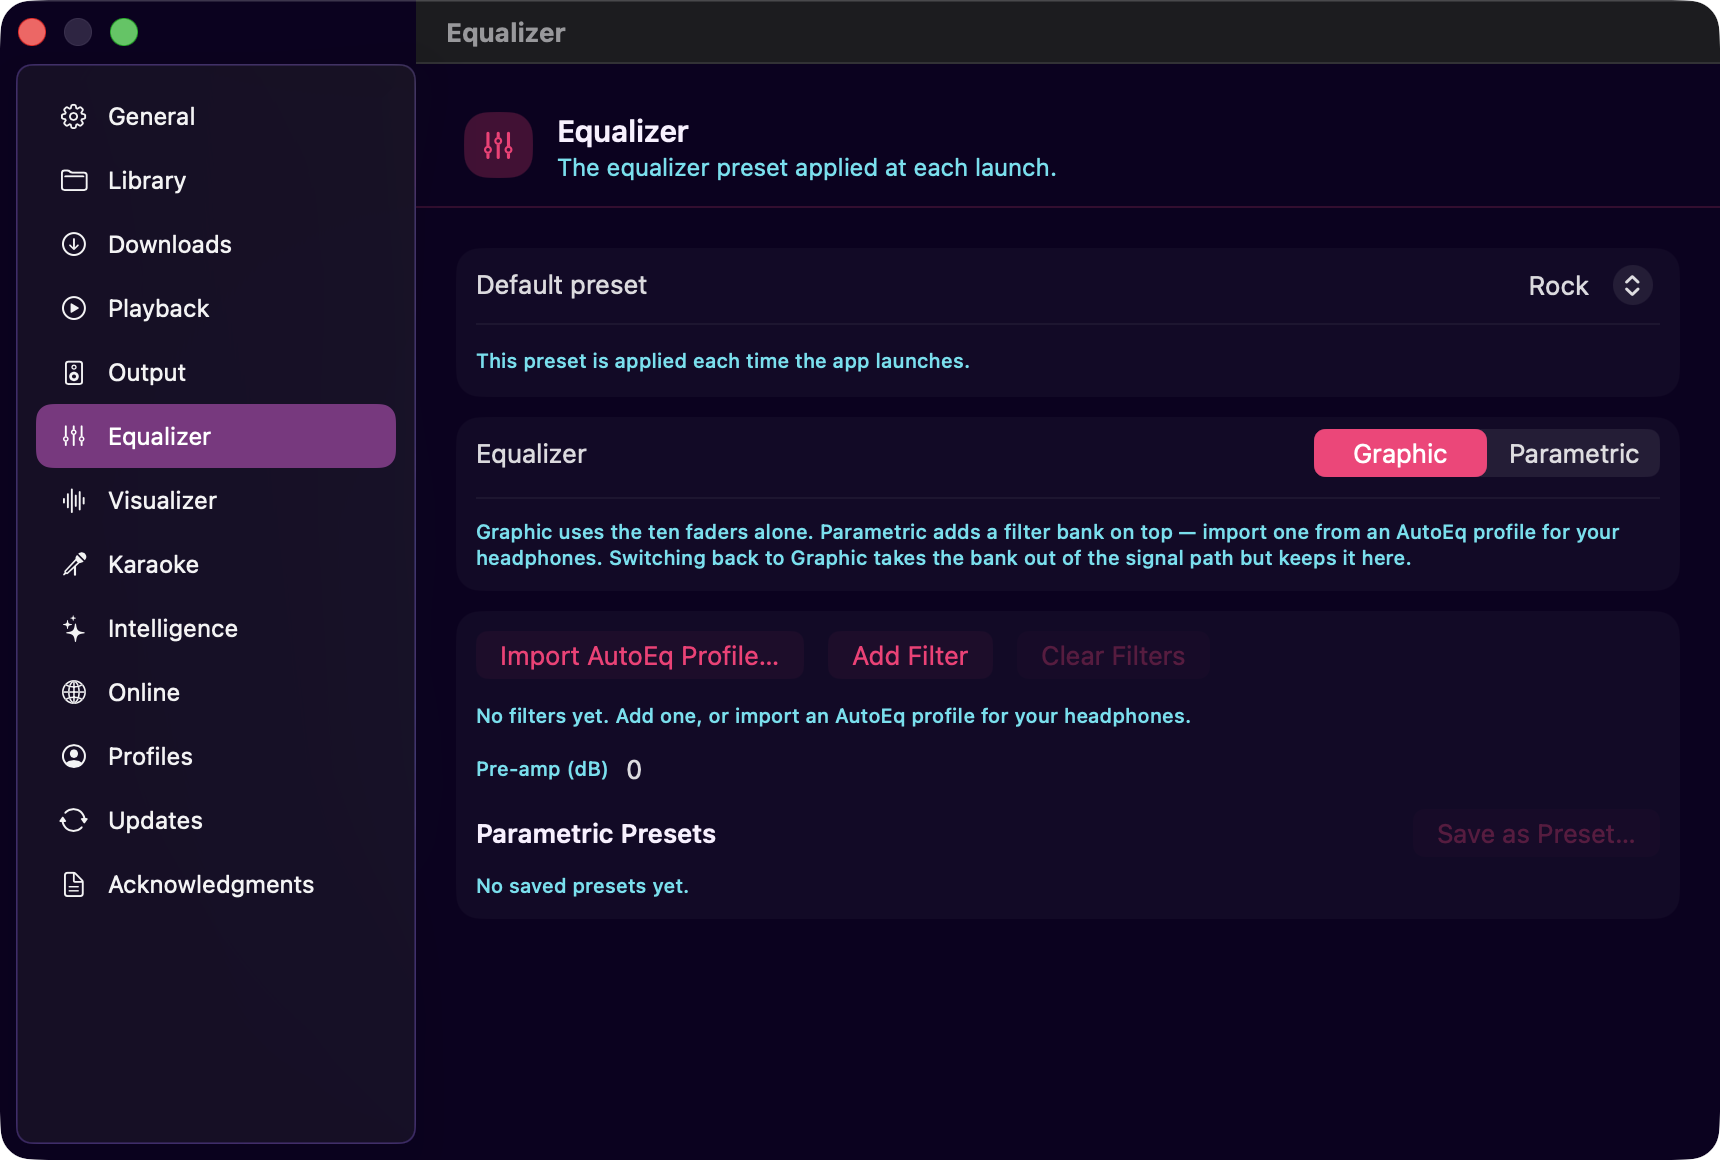 Equalizer
General
Library
Downloads
Playback
Output
Equalizer
Visualizer
Karaoke
Intelligence
Online
Profiles
Updates
Acknowledgments
Equalizer
The equalizer preset applied at each launch.
Default preset
Rock
This preset is applied each time the app launches.
Equalizer
Graphic
Parametric
Graphic uses the ten faders alone. Parametric adds a filter bank on top — import one from an AutoEq profile for your
headphones. Switching back to Graphic takes the bank out of the signal path but keeps it here.
Import AutoEq Profile...
Add Filter
Clear Filters
No filters yet. Add one, or import an AutoEq profile for your headphones.
Pre-amp (dB) 0
Parametric Presets
Save as Preset...
No saved presets yet.